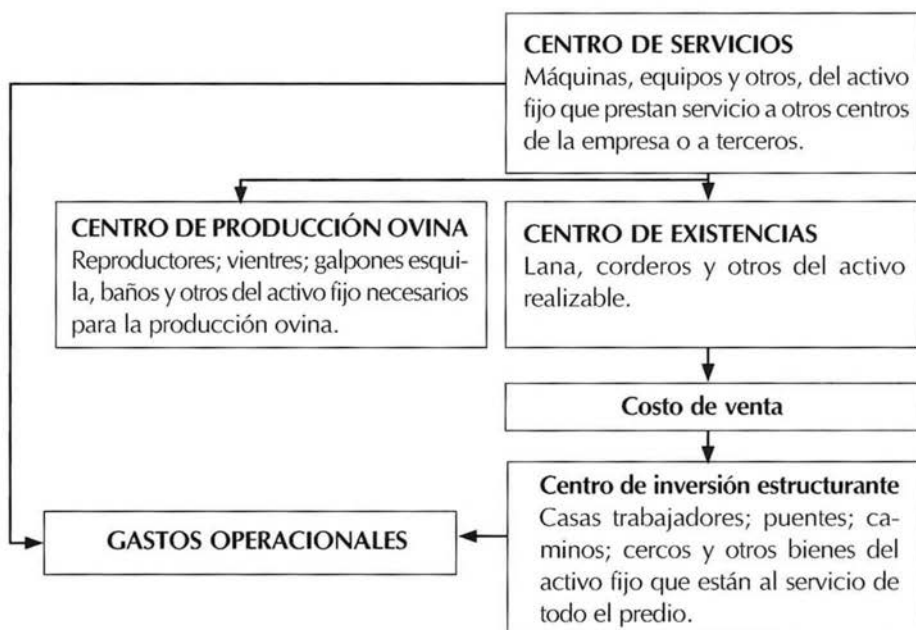 CENTRO DE SERVICIOS
Máquinas, equipos y otros, del activo
fijo que prestan servicio a otros centros
de la empresa o a terceros.
CENTRO DE PRODUCCIÓN OVINA
Reproductores; vientres; galpones esqui-
la, baños y otros del activo fijo necesarios
para la producción ovina.
CENTRO DE EXISTENCIAS
Lana, corderos y otros del activo
realizable.
Costo de venta
Centro de inversión estructurante
Casas trabajadores; puentes; ca-
minos; cercos y otros bienes del
activo fijo que están al servicio de
todo el predio.
GASTOS OPERACIONALES